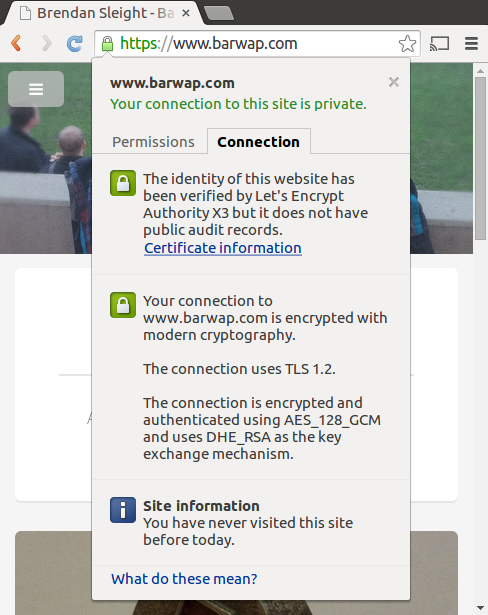 Brendan Sleight - Ba
https://www.barwap.com
www.barwap.com
Your connection to this site is private.
Permissions
Connection
The identity of this website has
been verified by Let's Encrypt
Authority X3 but it does not have
public audit records.
Certificate information
Your connection to
www.barwap.com is encrypted with
modern cryptography.
The connection uses TLS 1.2.
The connection is encrypted and
authenticated using AES_128_GCM
and uses DHE_RSA as the key
exchange mechanism.
Site information
You have never visited this site
before today.
What do these mean?